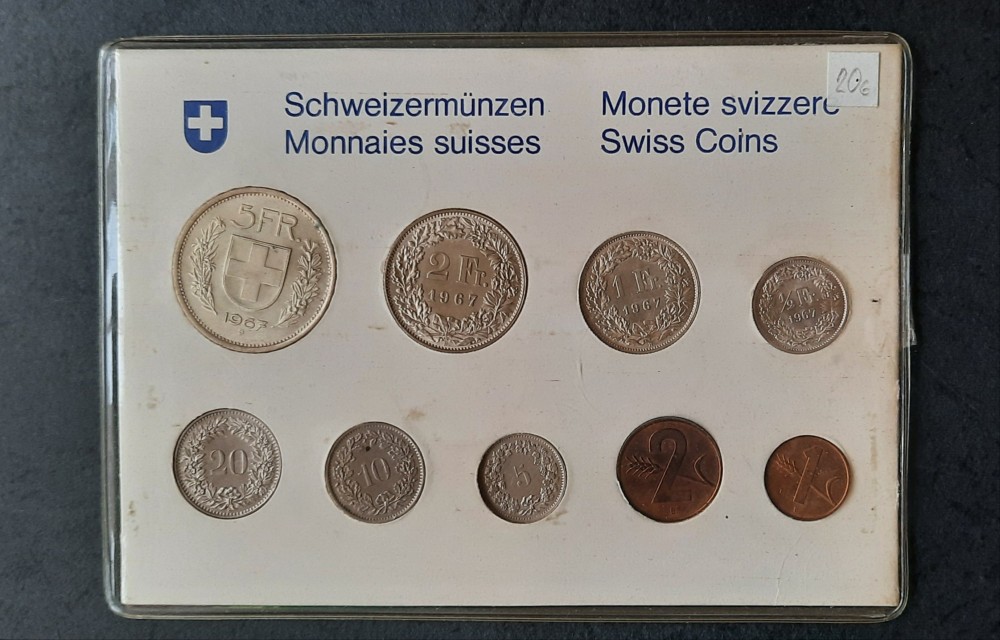 Schweizermünzen
Monnaies suisses
Monete svizzere
Swiss Coins
20€
5FR
1967
B
2 Fr.
1967
1 Fr.
1967
½ Fr.
1967
20
10
5
2
1